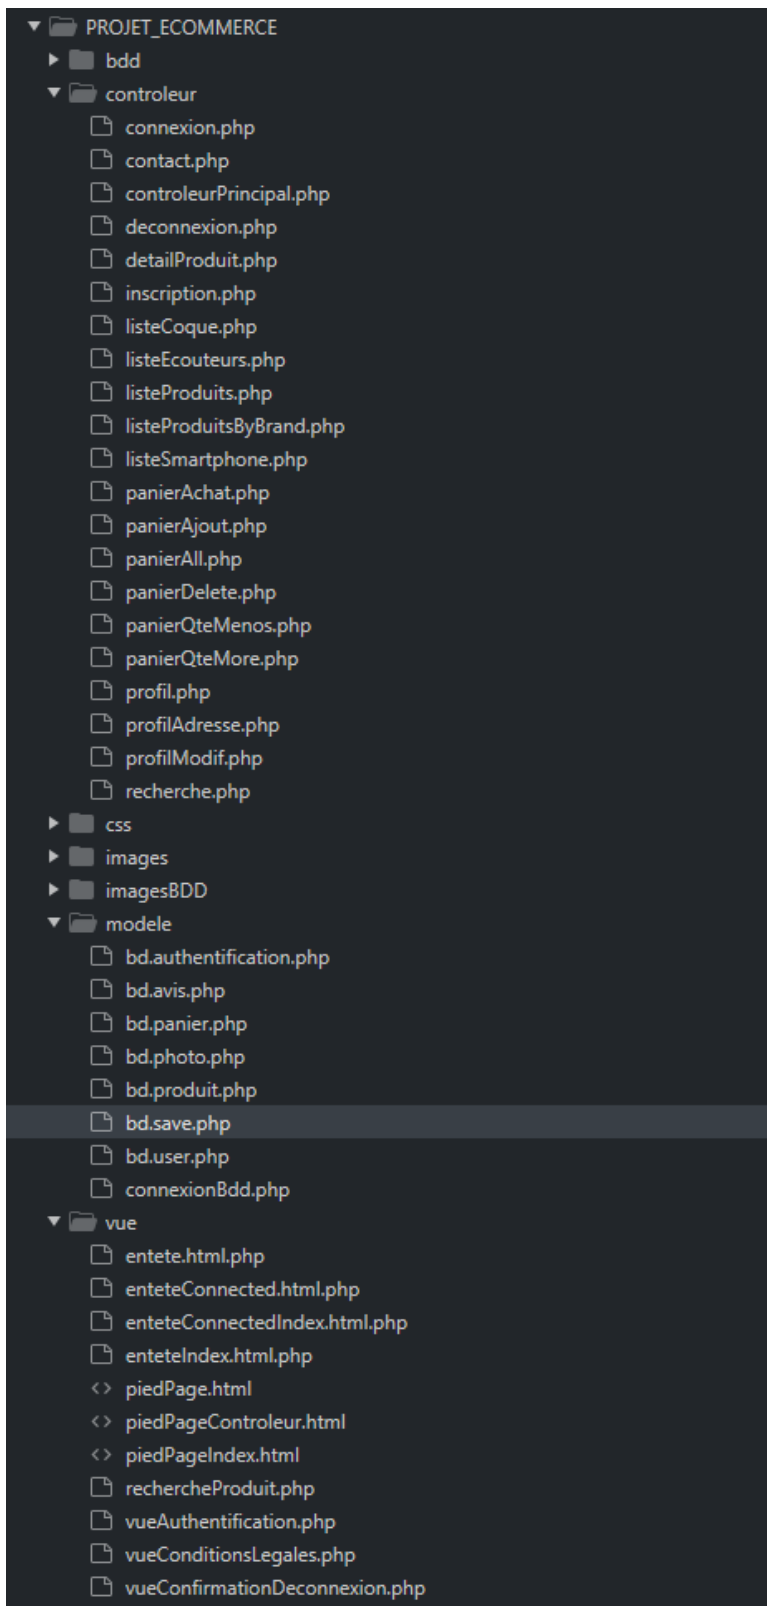 PROJET_ECOMMERCE
bdd
controleur
connexion.php
contact.php
controleurPrincipal.php
deconnexion.php
detailProduit.php
inscription.php
listeCoque.php
listeEcouteurs.php
listeProduits.php
listeProduitsByBrand.php
listeSmartphone.php
panierAchat.php
panierAjout.php
panierAll.php
panierDelete.php
panierQteMenos.php
panierQteMore.php
profil.php
profilAdresse.php
profilModif.php
recherche.php
css
images
imagesBDD
modele
bd.authentification.php
bd.avis.php
bd.panier.php
bd.photo.php
bd.produit.php
bd.save.php
bd.user.php
connexionBdd.php
vue
entete.html.php
enteteConnected.html.php
enteteConnectedIndex.html.php
enteteIndex.html.php
<> piedPage.html
<> piedPageControleur.html
<> piedPageIndex.html
rechercheProduit.php
vueAuthentification.php
vueConditionsLegales.php
vueConfirmationDeconnexion.php